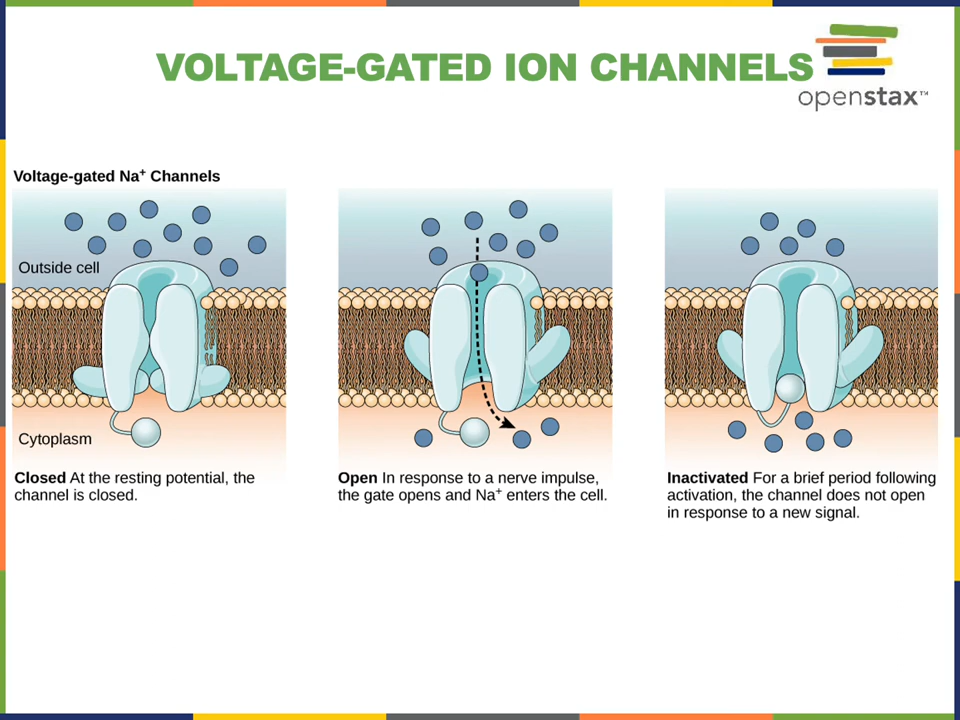 VOLTAGE-GATED ION CHANNELS
openstax™
Voltage-gated Na⁺ Channels
Outside cell
Cytoplasm
Closed At the resting potential, the
channel is closed.
Open In response to a nerve impulse,
the gate opens and Na⁺ enters the cell.
Inactivated For a brief period following
activation, the channel does not open
in response to a new signal.